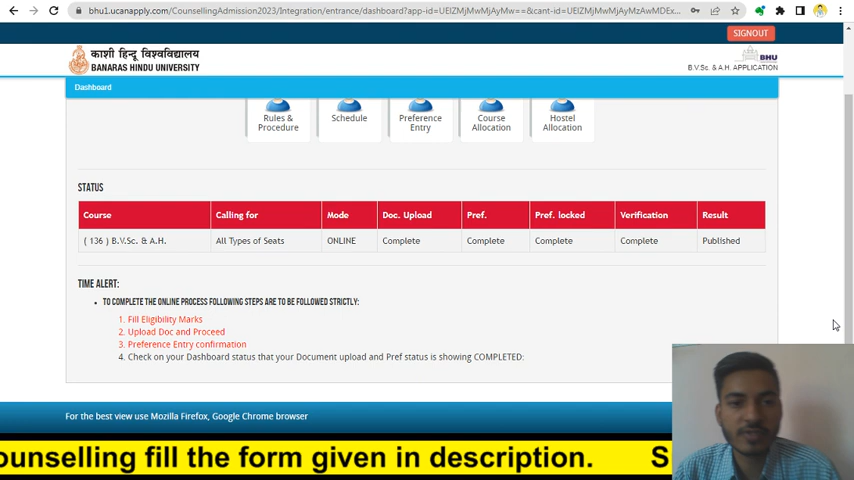 bhu1.ucanapply.com/CounsellingAdmission2023/Integration/entrance/dashboard?app-id=UEIZMjMwMjAyMw==&cant-id=UEIZMjMwMjAyMzAwMDEx...
SIGNOUT
काशी हिन्दू विश्वविद्यालय
BANARAS HINDU UNIVERSITY
BHU
B.V.Sc. & A.H. APPLICATION
Dashboard
Rules & Procedure
Schedule
Preference Entry
Course Allocation
Hostel Allocation
STATUS
Course Calling for Mode Doc. Upload Pref. Pref. locked Verification Result
( 136 ) B.V.Sc. & A.H. All Types of Seats ONLINE Complete Complete Complete Complete Published
TIME ALERT:
• TO COMPLETE THE ONLINE PROCESS FOLLOWING STEPS ARE TO BE FOLLOWED STRICTLY:
1. Fill Eligibility Marks
2. Upload Doc and Proceed
3. Preference Entry confirmation
4. Check on your Dashboard status that your Document upload and Pref status is showing COMPLETED:
For the best view use Mozilla Firefox, Google Chrome browser
ounselling fill the form given in description. S